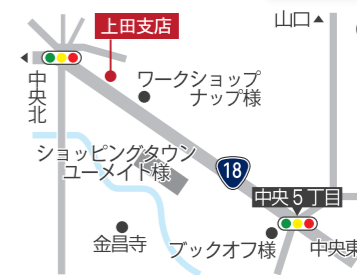 山口▲
上田支店
◀
中央北
ワークショップ
ナップ様
ショッピングタウン
ユーメイト様
18
中央5丁目
金昌寺
ブックオフ様
中央東